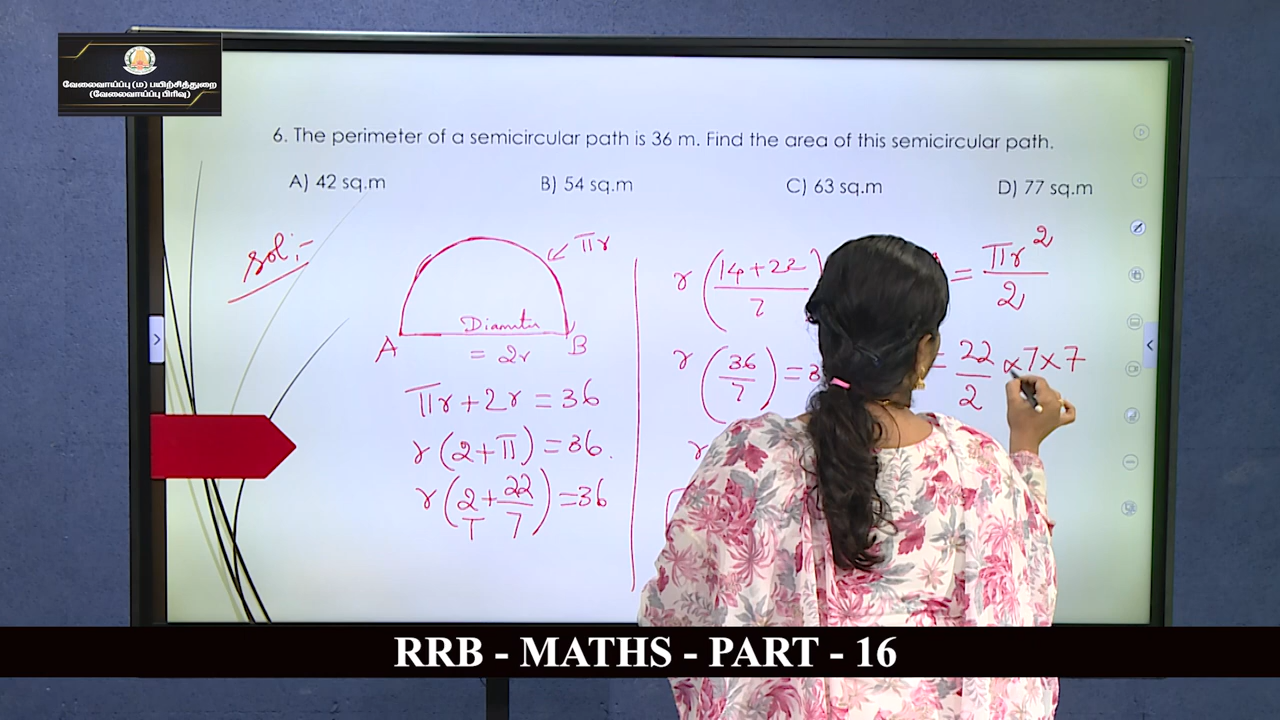 வேலைவாய்ப்பு (ம) பயிற்சித்துறை
(வேலைவாய்ப்பு பிரிவு)
6. The perimeter of a semicircular path is 36 m. Find the area of this semicircular path.
A) 42 sq.m B) 54 sq.m C) 63 sq.m D) 77 sq.m
Sol:-
πr
Diameter
A = 2r B
πr + 2r = 36
r (2 + π) = 36.
r (2/1 + 22/7) = 36
r (14 + 22 / 7)
= πr² / 2
r (36/7) = 3
= 22/2 × 7 × 7
r
RRB - MATHS - PART - 16